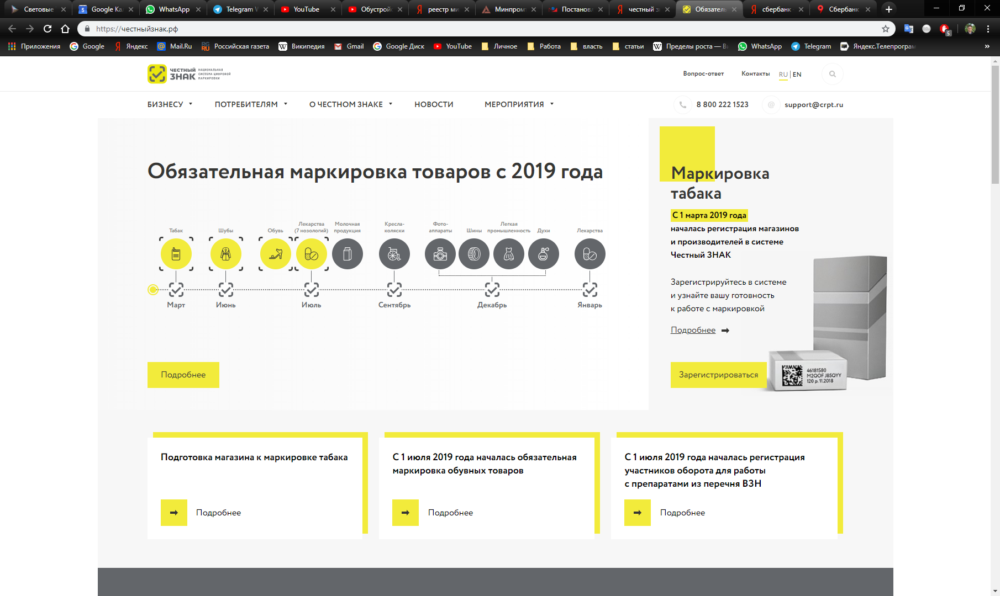 Световые
Google Ка
WhatsApp
Telegram W
YouTube
Обустройс
реестр ми
Минпромт
Постановл
честный з
Обязатель
сбербанк
Сбербанк
https://честныйзнак.рф
5
Приложения
Google
Яндекс
Mail.Ru
Российская газета
Википедия
Gmail
Google Диск
YouTube
Личное
Работа
власть
статьи
Пределы роста — Ви
WhatsApp
Telegram
Яндекс.Телепрограм
ЧЕСТНЫЙ
ЗНАК
НАЦИОНАЛЬНАЯ
СИСТЕМА ЦИФРОВОЙ
МАРКИРОВКИ
Вопрос-ответ
Контакты
RU | EN
БИЗНЕСУ
ПОТРЕБИТЕЛЯМ
О ЧЕСТНОМ ЗНАКЕ
НОВОСТИ
МЕРОПРИЯТИЯ
8 800 222 1523
support@crpt.ru
Обязательная маркировка товаров с 2019 года
Табак
Шубы
Обувь
Лекарства
(7 нозологий)
Молочная
продукция
Кресла-
коляски
Фото-
аппараты
Шины
Легкая
промышленность
Духи
Лекарства
Март
Июнь
Июль
Сентябрь
Декабрь
Январь
Подробнее
Маркировка
табака
С 1 марта 2019 года
началась регистрация магазинов
и производителей в системе
Честный ЗНАК
Зарегистрируйтесь в системе
и узнайте вашу готовность
к работе с маркировкой
Подробнее
Зарегистрироваться
46181580
M2QOF J85QYY
120 р. 11.2018
Подготовка магазина к маркировке табака
Подробнее
С 1 июля 2019 года началась обязательная
маркировка обувных товаров
Подробнее
С 1 июля 2019 года началась регистрация
участников оборота для работы
с препаратами из перечня ВЗН
Подробнее